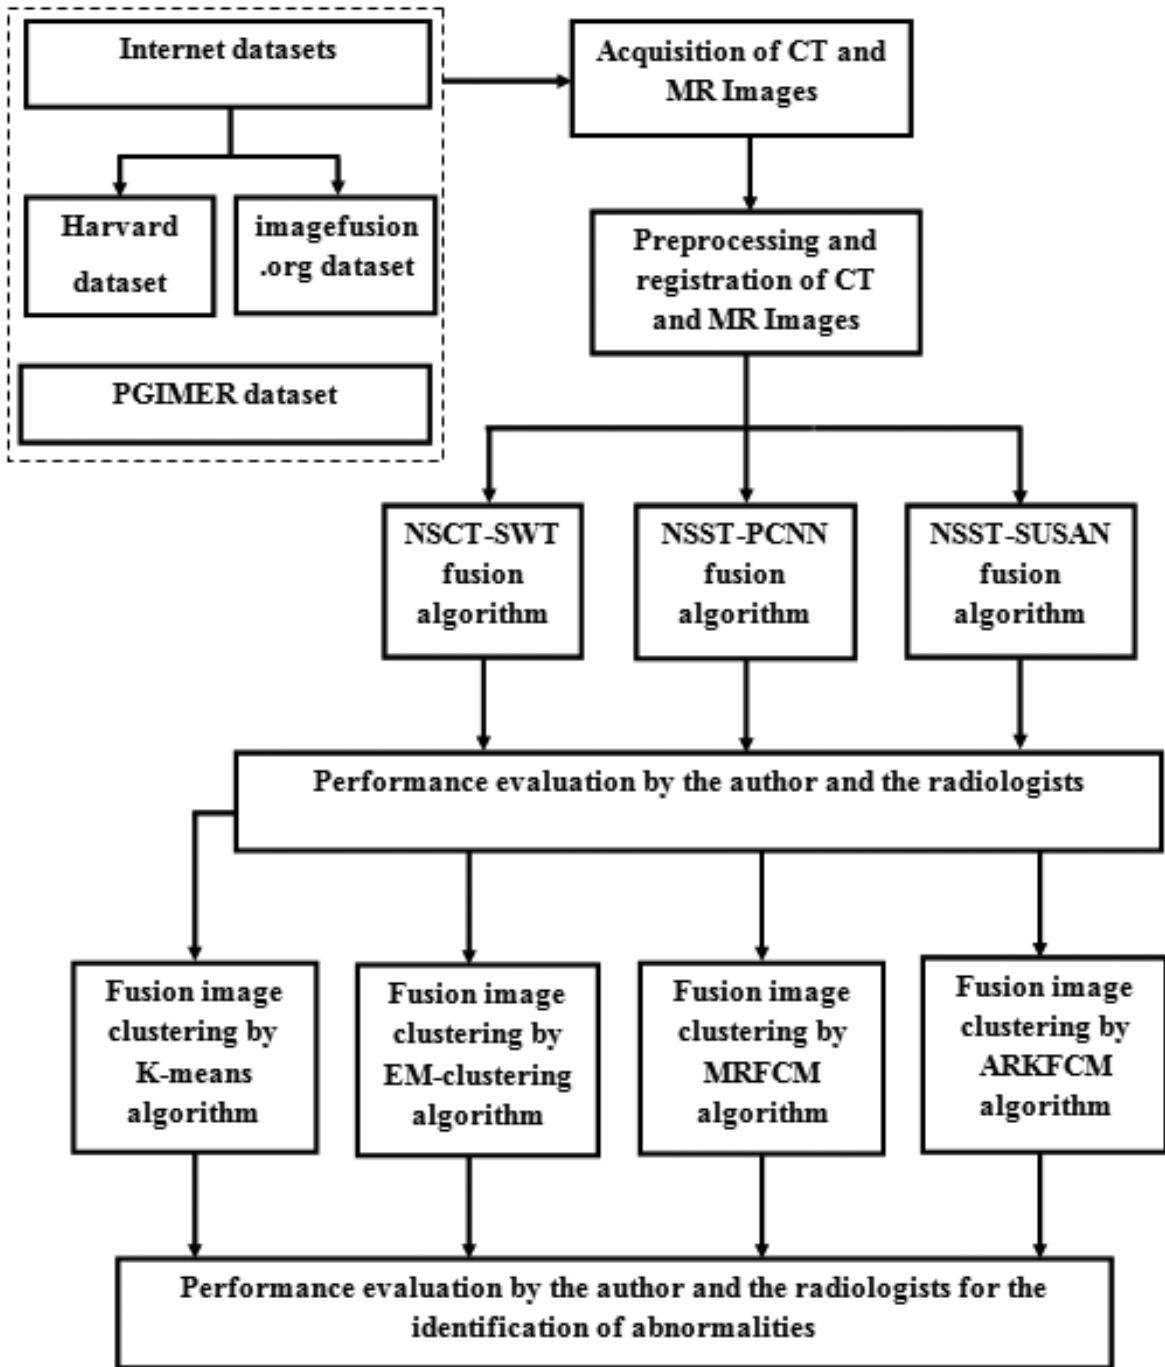 Internet datasets
Harvard
dataset
imagefusion
.org dataset
PGIMER dataset
Acquisition of CT and
MR Images
Preprocessing and
registration of CT
and MR Images
NSCT-SWT
fusion
algorithm
NSST-PCNN
fusion
algorithm
NSST-SUSAN
fusion
algorithm
Performance evaluation by the author and the radiologists
Fusion image
clustering by
K-means
algorithm
Fusion image
clustering by
EM-clustering
algorithm
Fusion image
clustering by
MRFCM
algorithm
Fusion image
clustering by
ARKFCM
algorithm
Performance evaluation by the author and the radiologists for the
identification of abnormalities